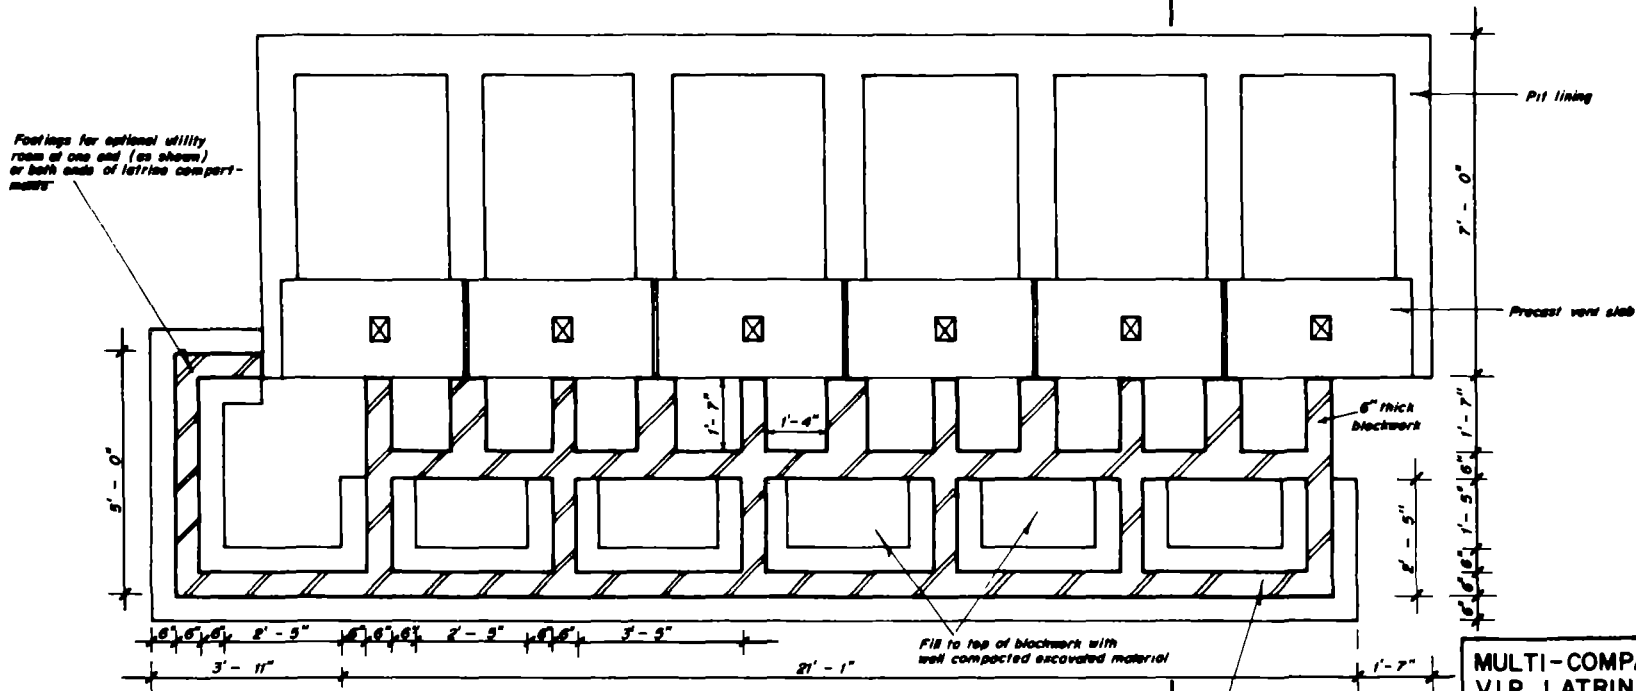 Pit lining
Footings for optional utility
room at one end (as shown)
or both ends of latrine compart-
ments
7' - 0"
Precast vent slab
5' - 0"
1'- 7"
1'- 4"
6" thick
blockwork
1'- 7"
6"
1'- 5"
6"
6"
6"
2' - 5"
6" 6" 6" 2' - 5" 6" 6" 6" 2' - 5" 6" 6" 3' - 5"
Fill to top of blockwork with
well compacted excavated material
3' - 11" 21' - 1" 1'- 7"
MULTI-COMPA
V.I.P. LATRIN